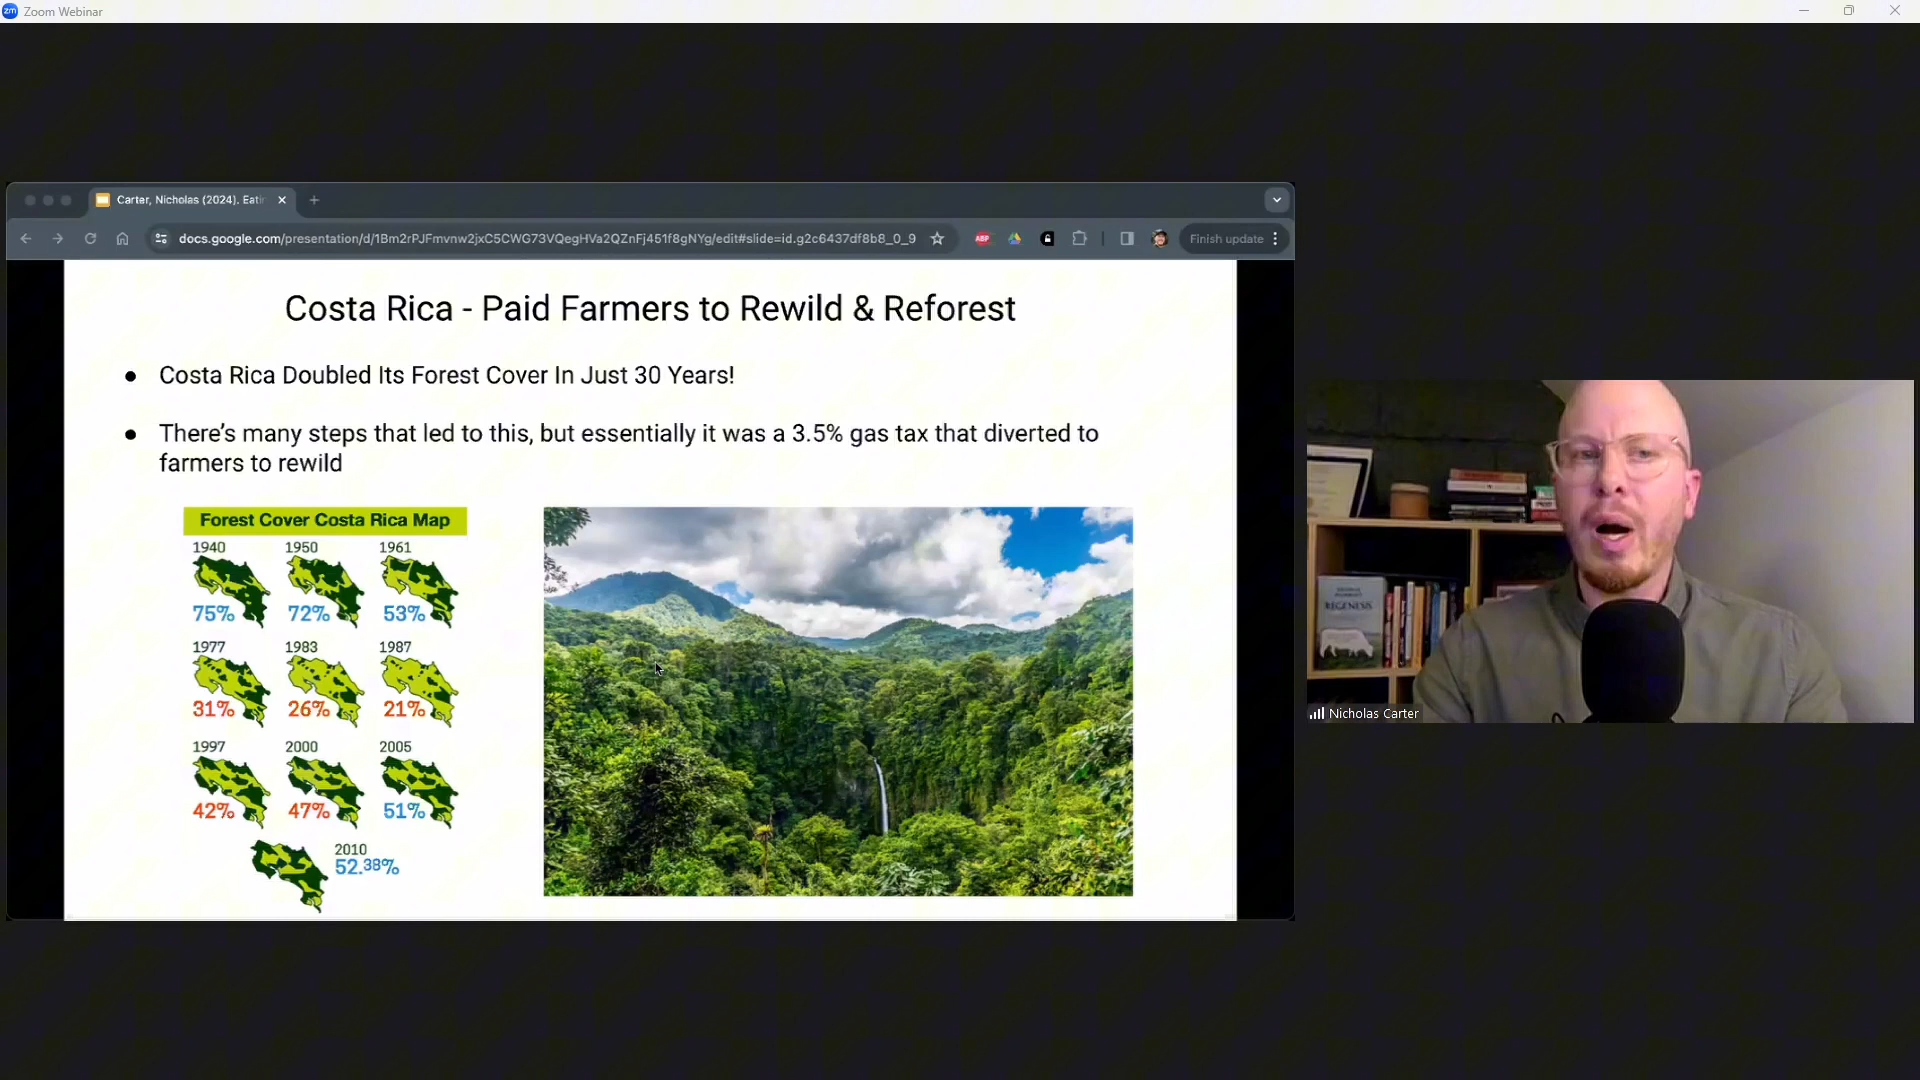 Zoom Webinar
Carter, Nicholas (2024). Eati
docs.google.com/presentation/d/1Bm2rPJFmvnw2jxC5CWG73VQegHVa2QZnFj451f8gNYg/edit#slide=id.g2c6437df8b8_0_9
ABP
Finish update
Costa Rica - Paid Farmers to Rewild & Reforest
● Costa Rica Doubled Its Forest Cover In Just 30 Years!
● There's many steps that led to this, but essentially it was a 3.5% gas tax that diverted to
farmers to rewild
Forest Cover Costa Rica Map
1940 1950 1961
75% 72% 53%
1977 1983 1987
31% 26% 21%
1997 2000 2005
42% 47% 51%
2010
52.38%
REGENESIS
Nicholas Carter